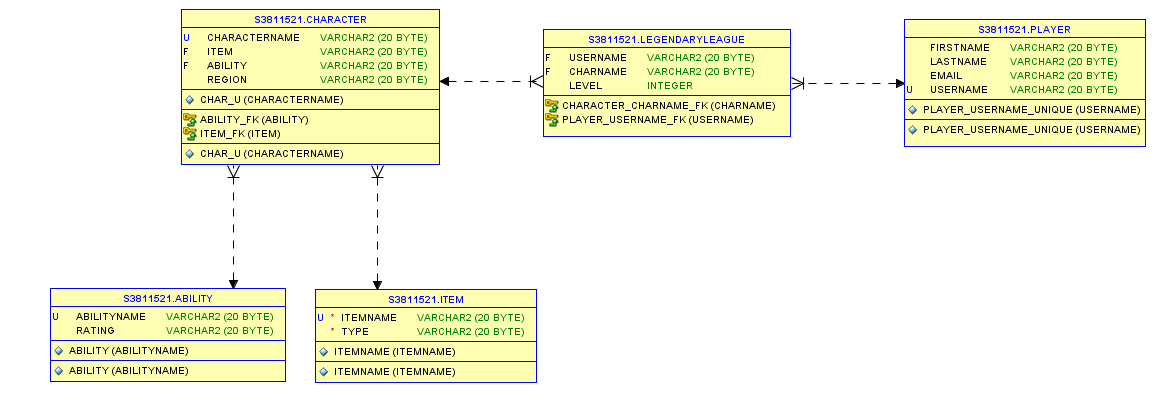 S3811521.CHARACTER
U CHARACTERNAME VARCHAR2 (20 BYTE)
F ITEM VARCHAR2 (20 BYTE)
F ABILITY VARCHAR2 (20 BYTE)
REGION VARCHAR2 (20 BYTE)
CHAR_U (CHARACTERNAME)
ABILITY_FK (ABILITY)
ITEM_FK (ITEM)
CHAR_U (CHARACTERNAME)
S3811521.LEGENDARYLEAGUE
F USERNAME VARCHAR2 (20 BYTE)
F CHARNAME VARCHAR2 (20 BYTE)
LEVEL INTEGER
CHARACTER_CHARNAME_FK (CHARNAME)
PLAYER_USERNAME_FK (USERNAME)
S3811521.PLAYER
FIRSTNAME VARCHAR2 (20 BYTE)
LASTNAME VARCHAR2 (20 BYTE)
EMAIL VARCHAR2 (20 BYTE)
U USERNAME VARCHAR2 (20 BYTE)
PLAYER_USERNAME_UNIQUE (USERNAME)
PLAYER_USERNAME_UNIQUE (USERNAME)
S3811521.ABILITY
U ABILITYNAME VARCHAR2 (20 BYTE)
RATING VARCHAR2 (20 BYTE)
ABILITY (ABILITYNAME)
ABILITY (ABILITYNAME)
S3811521.ITEM
U * ITEMNAME VARCHAR2 (20 BYTE)
* TYPE VARCHAR2 (20 BYTE)
ITEMNAME (ITEMNAME)
ITEMNAME (ITEMNAME)